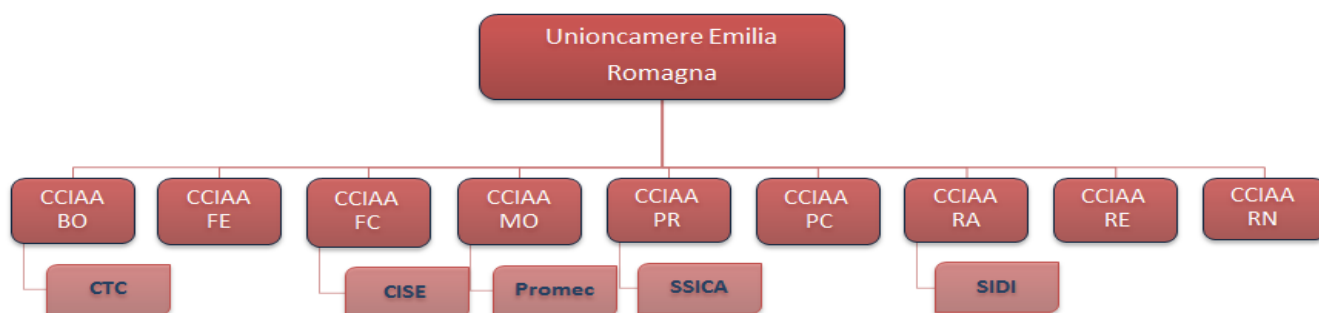 Unioncamere Emilia
Romagna
CCIAA
BO
CCIAA
FE
CCIAA
FC
CCIAA
MO
CCIAA
PR
CCIAA
PC
CCIAA
RA
CCIAA
RE
CCIAA
RN
CTC
CISE
Promec
SSICA
SIDI